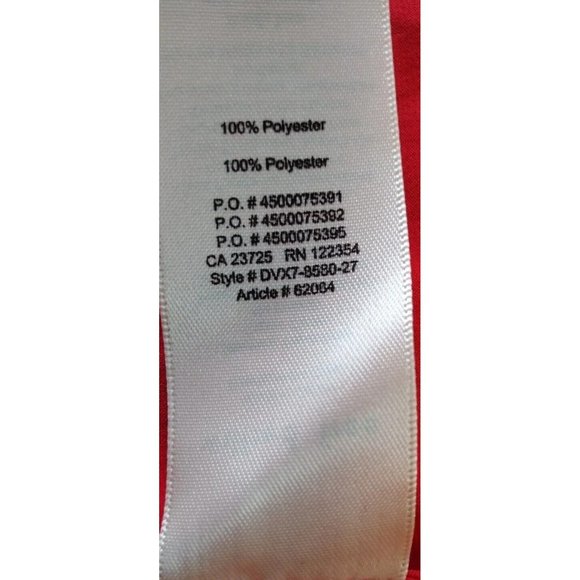 100% Polyester
100% Polyester
P.O. # 4500075391
P.O. # 4500075392
P.O. # 4500075395
CA 23725 RN 122354
Style # DVX7-8580-27
Article # 62064